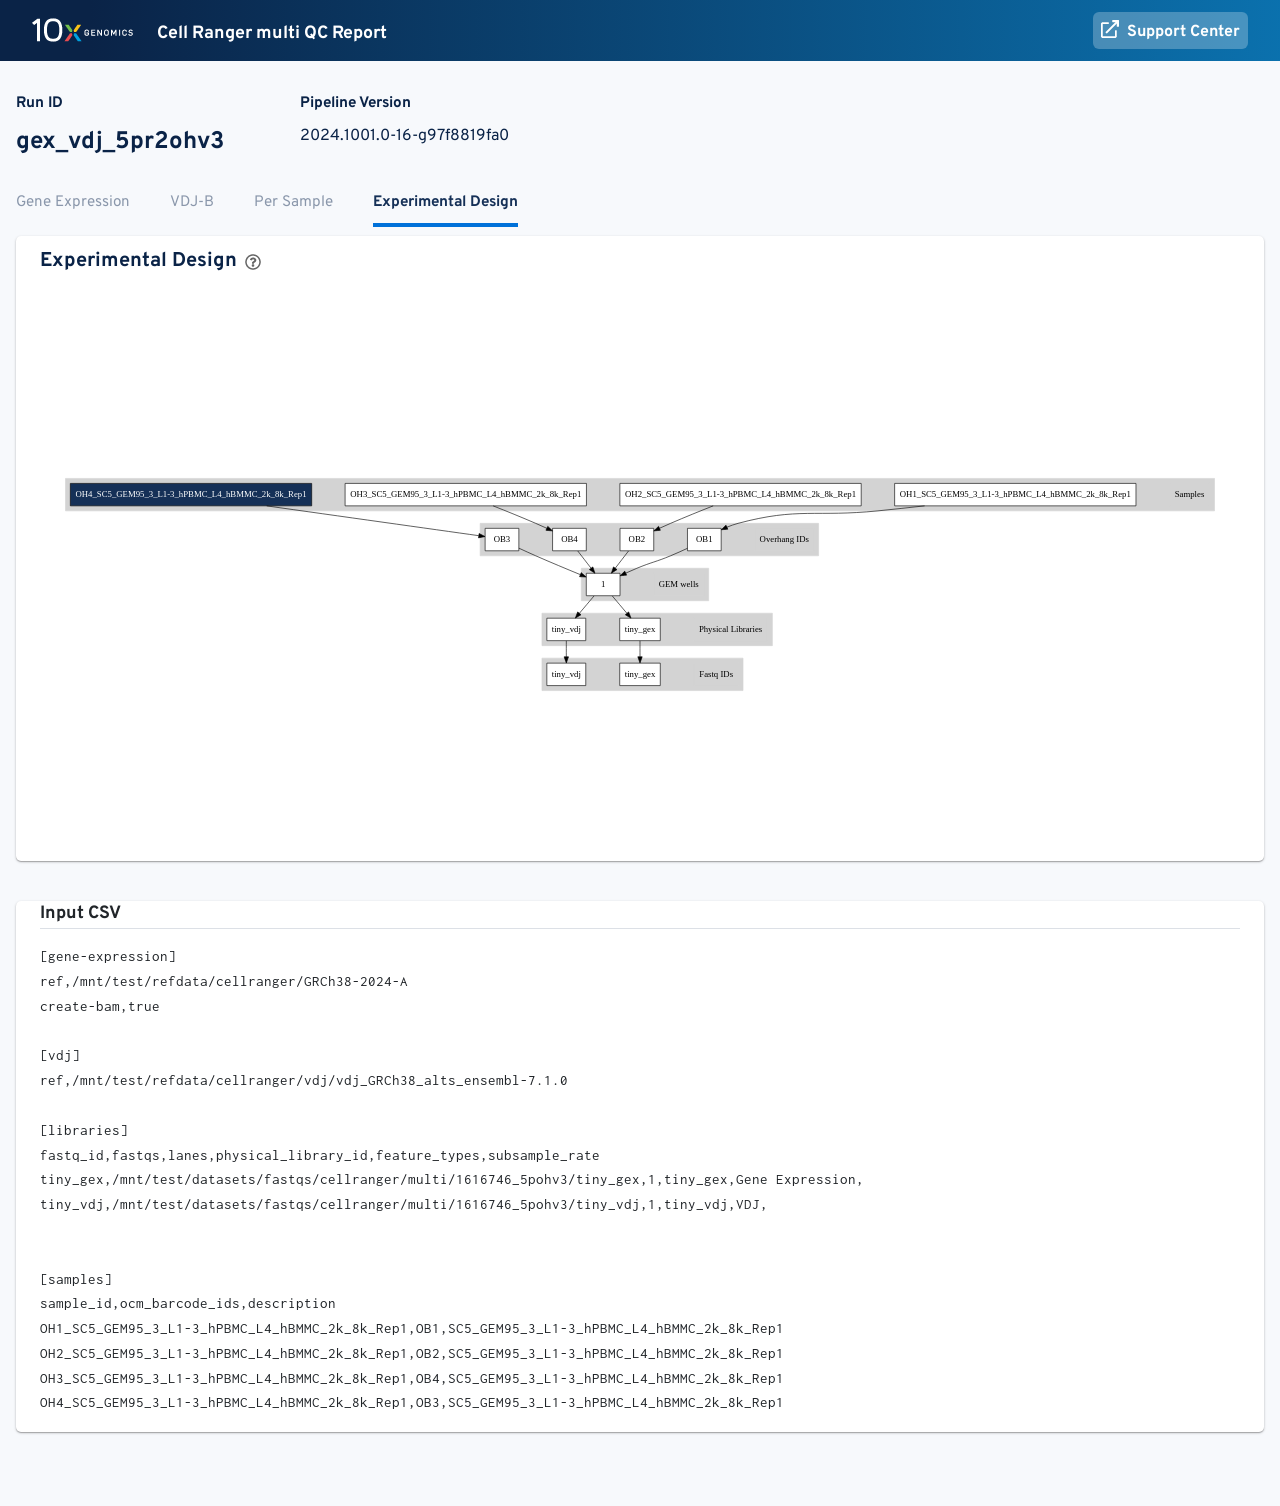 10x GENOMICS Cell Ranger multi QC Report Support Center
Run ID Pipeline Version
gex_vdj_5pr2ohv3 2024.1001.0-16-g97f8819fa0
Gene Expression VDJ-B Per Sample Experimental Design
Experimental Design ?
OH4_SC5_GEM95_3_L1-3_hPBMC_L4_hBMMC_2k_8k_Rep1 OH3_SC5_GEM95_3_L1-3_hPBMC_L4_hBMMC_2k_8k_Rep1 OH2_SC5_GEM95_3_L1-3_hPBMC_L4_hBMMC_2k_8k_Rep1 OH1_SC5_GEM95_3_L1-3_hPBMC_L4_hBMMC_2k_8k_Rep1 Samples
OB3 OB4 OB2 OB1 Overhang IDs
1 GEM wells
tiny_vdj tiny_gex Physical Libraries
tiny_vdj tiny_gex Fastq IDs
Input CSV
[gene-expression]
ref,/mnt/test/refdata/cellranger/GRCh38-2024-A
create-bam,true
[vdj]
ref,/mnt/test/refdata/cellranger/vdj/vdj_GRCh38_alts_ensembl-7.1.0
[libraries]
fastq_id,fastqs,lanes,physical_library_id,feature_types,subsample_rate
tiny_gex,/mnt/test/datasets/fastqs/cellranger/multi/1616746_5pohv3/tiny_gex,1,tiny_gex,Gene Expression,
tiny_vdj,/mnt/test/datasets/fastqs/cellranger/multi/1616746_5pohv3/tiny_vdj,1,tiny_vdj,VDJ,
[samples]
sample_id,ocm_barcode_ids,description
OH1_SC5_GEM95_3_L1-3_hPBMC_L4_hBMMC_2k_8k_Rep1,OB1,SC5_GEM95_3_L1-3_hPBMC_L4_hBMMC_2k_8k_Rep1
OH2_SC5_GEM95_3_L1-3_hPBMC_L4_hBMMC_2k_8k_Rep1,OB2,SC5_GEM95_3_L1-3_hPBMC_L4_hBMMC_2k_8k_Rep1
OH3_SC5_GEM95_3_L1-3_hPBMC_L4_hBMMC_2k_8k_Rep1,OB4,SC5_GEM95_3_L1-3_hPBMC_L4_hBMMC_2k_8k_Rep1
OH4_SC5_GEM95_3_L1-3_hPBMC_L4_hBMMC_2k_8k_Rep1,OB3,SC5_GEM95_3_L1-3_hPBMC_L4_hBMMC_2k_8k_Rep1